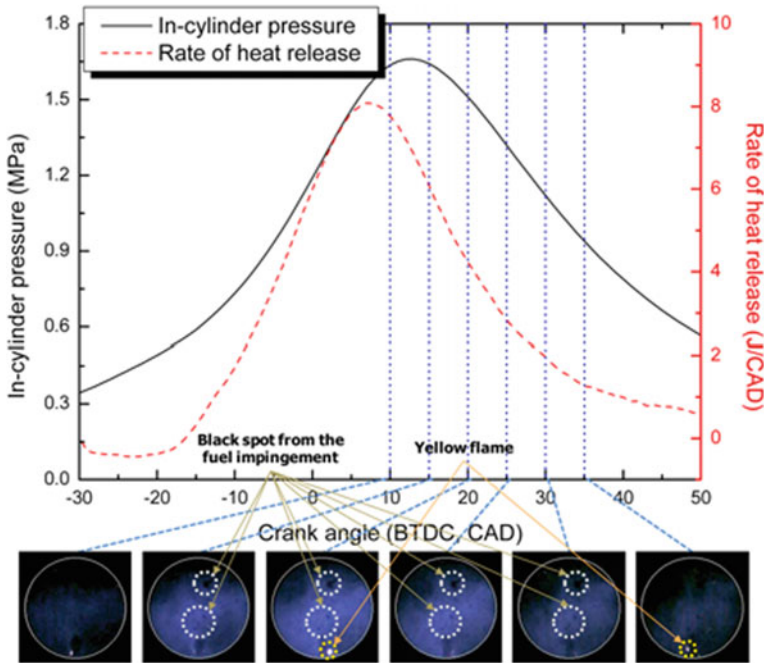 In-cylinder pressure
Rate of heat release
1.8
1.5
1.2
0.9
0.6
0.3
0.0
In-cylinder pressure (MPa)
10
8
6
4
2
0
Rate of heat release (J/CAD)
Black spot from the
fuel impingement
Yellow flame
-30 -20 -10 0 10 20 30 40 50
Crank angle (BTDC, CAD)